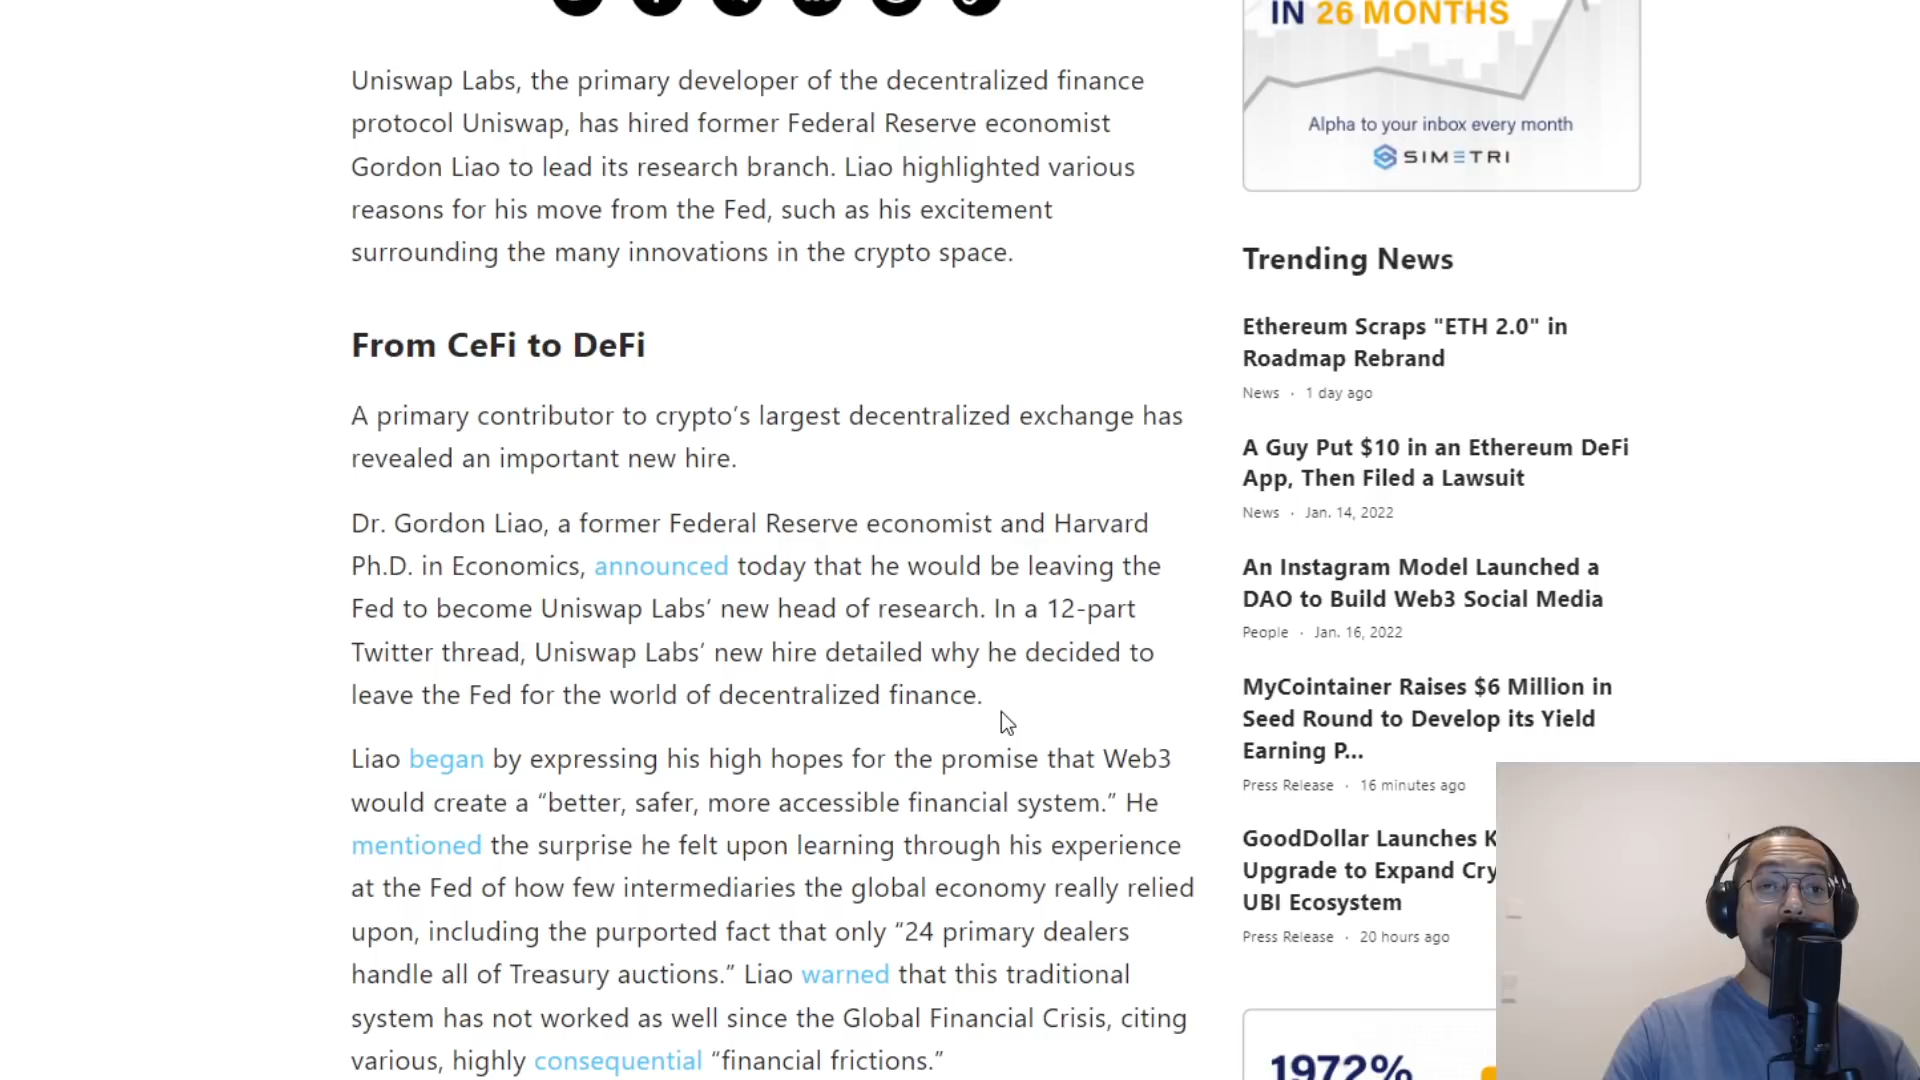 IN 26 MONTHS
Alpha to your inbox every month
SIMETRI
Uniswap Labs, the primary developer of the decentralized finance
protocol Uniswap, has hired former Federal Reserve economist
Gordon Liao to lead its research branch. Liao highlighted various
reasons for his move from the Fed, such as his excitement
surrounding the many innovations in the crypto space.
From CeFi to DeFi
A primary contributor to crypto’s largest decentralized exchange has
revealed an important new hire.
Dr. Gordon Liao, a former Federal Reserve economist and Harvard
Ph.D. in Economics, announced today that he would be leaving the
Fed to become Uniswap Labs’ new head of research. In a 12-part
Twitter thread, Uniswap Labs’ new hire detailed why he decided to
leave the Fed for the world of decentralized finance.
Liao began by expressing his high hopes for the promise that Web3
would create a “better, safer, more accessible financial system.” He
mentioned the surprise he felt upon learning through his experience
at the Fed of how few intermediaries the global economy really relied
upon, including the purported fact that only “24 primary dealers
handle all of Treasury auctions.” Liao warned that this traditional
system has not worked as well since the Global Financial Crisis, citing
various, highly consequential “financial frictions.”
Trending News
Ethereum Scraps "ETH 2.0" in
Roadmap Rebrand
News · 1 day ago
A Guy Put $10 in an Ethereum DeFi
App, Then Filed a Lawsuit
News · Jan. 14, 2022
An Instagram Model Launched a
DAO to Build Web3 Social Media
People · Jan. 16, 2022
MyCointainer Raises $6 Million in
Seed Round to Develop its Yield
Earning P...
Press Release · 16 minutes ago
GoodDollar Launches K
Upgrade to Expand Cry
UBI Ecosystem
Press Release · 20 hours ago
1972%